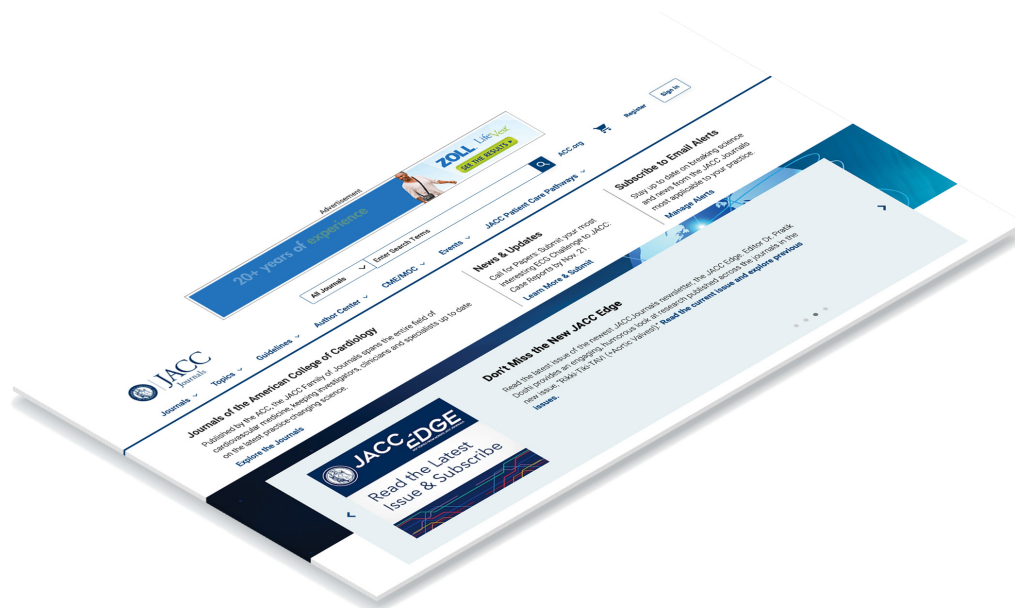 Advertisement
20+ years of experience
ZOLL LifeVest
SEE THE RESULTS ▸
All Journals
Enter Search Terms
ACC.org
Register
Sign In
JACC
Journals
Journals
Topics
Guidelines
Author Center
CME/MOC
Events
JACC Patient Care Pathways
Journals of the American College of Cardiology
Published by the ACC, the JACC Family of Journals spans the entire field of
cardiovascular medicine, keeping investigators, clinicians and specialists up to date
on the latest practice-changing science.
Explore the Journals
News & Updates
Call for Papers: Submit your most
interesting ECG Challenge to JACC:
Case Reports by Nov. 21.
Learn More & Submit
Subscribe to Email Alerts
Stay up to date on breaking science
and news from the JACC Journals
most applicable to your practice.
Manage Alerts
JACC EDGE
Read the Latest
Issue & Subscribe
Don't Miss the New JACC Edge
Read the latest issue of the newest JACCJournals newsletter, the JACC Edge. Editor Dr. Pratik
Doshi provides an engaging, humorous look at research published across the journals in the
new issue, "Rikki-Tiki-TAVI (+Aortic Valves!)" Read the current issue and explore previous
issues.